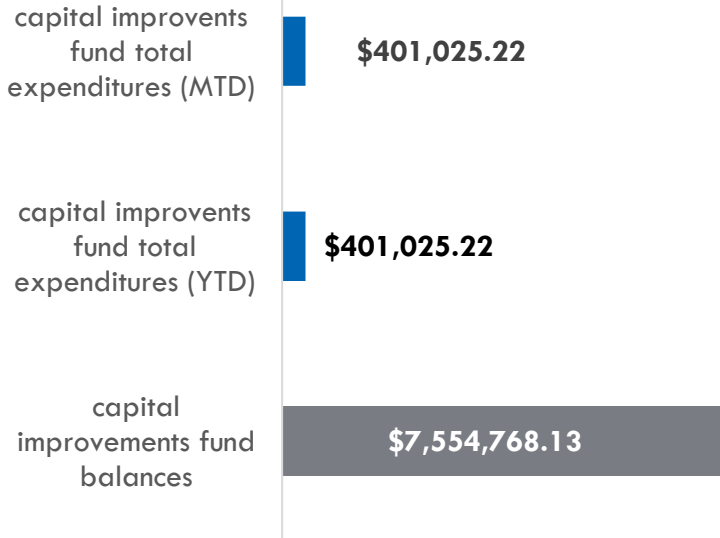 capital improvents
fund total
expenditures (MTD)
$401,025.22
capital improvents
fund total
expenditures (YTD)
$401,025.22
capital
improvements fund
balances
$7,554,768.13